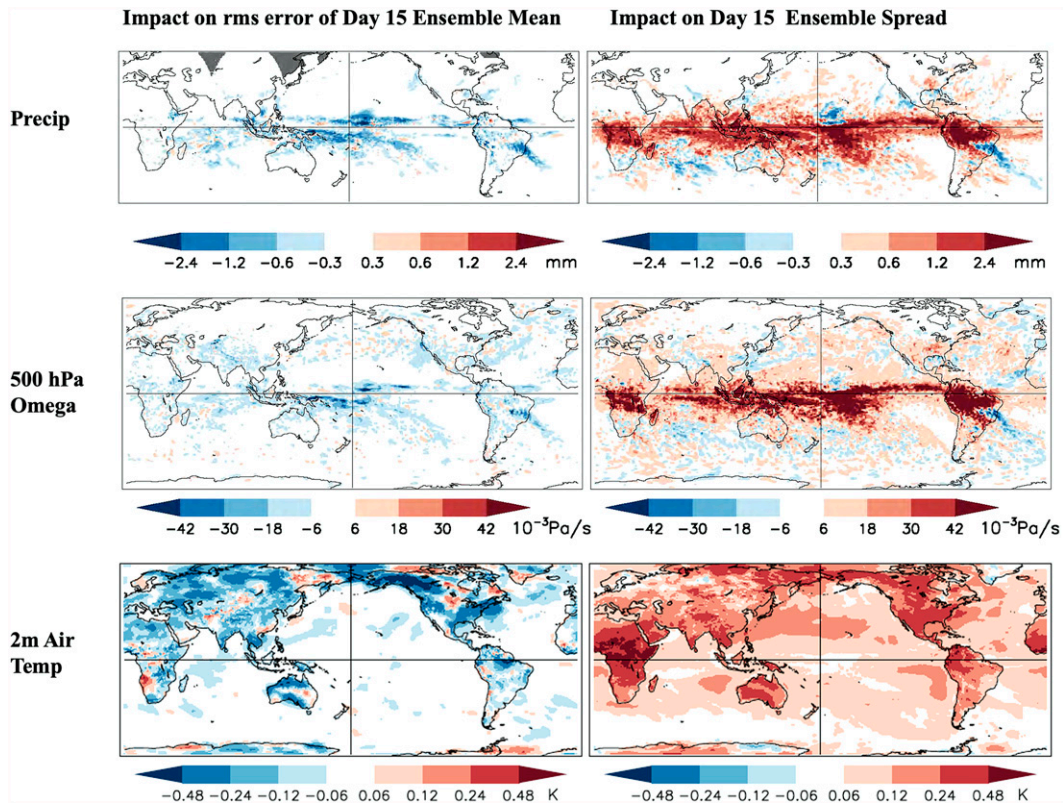 Impact on rms error of Day 15 Ensemble Mean
Impact on Day 15 Ensemble Spread
Precip
−2.4 −1.2 −0.6 −0.3 0.3 0.6 1.2 2.4 mm
−2.4 −1.2 −0.6 −0.3 0.3 0.6 1.2 2.4 mm
500 hPa
Omega
−42 −30 −18 −6 6 18 30 42 10⁻³Pa/s
−42 −30 −18 −6 6 18 30 42 10⁻³Pa/s
2m Air
Temp
−0.48 −0.24 −0.12 −0.06 0.06 0.12 0.24 0.48 K
−0.48 −0.24 −0.12 −0.06 0.06 0.12 0.24 0.48 K